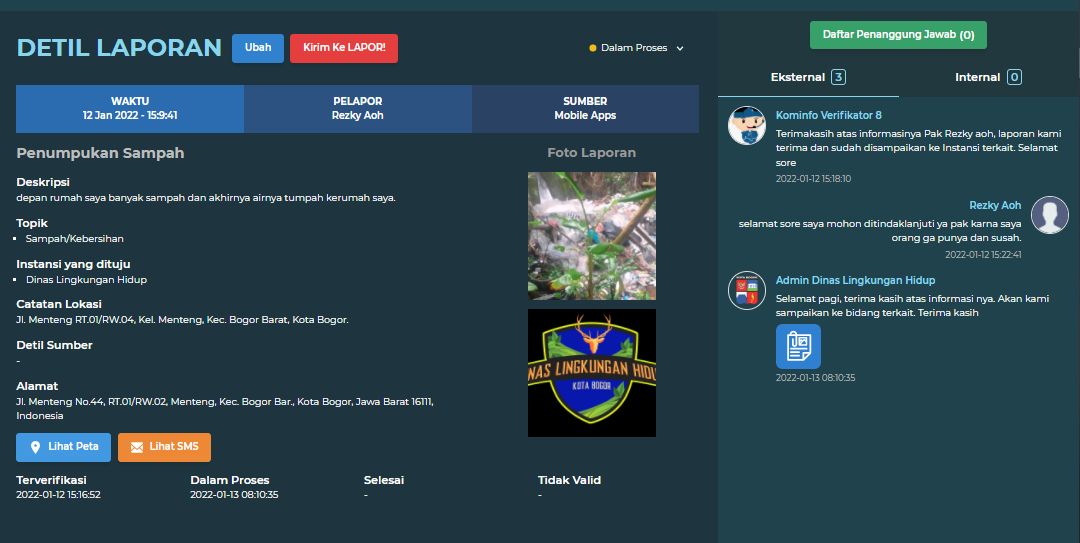 DETIL LAPORAN
Ubah
Kirim Ke LAPOR!
Dalam Proses
WAKTU
12 Jan 2022 - 15:9:41
PELAPOR
Rezky Aoh
SUMBER
Mobile Apps
Penumpukan Sampah
Deskripsi
depan rumah saya banyak sampah dan akhirnya airnya tumpah kerumah saya.
Topik
Sampah/Kebersihan
Instansi yang dituju
Dinas Lingkungan Hidup
Catatan Lokasi
Jl. Menteng RT.01/RW.04, Kel. Menteng, Kec. Bogor Barat, Kota Bogor.
Detil Sumber
-
Alamat
Jl. Menteng No.44, RT.01/RW.02, Menteng, Kec. Bogor Bar., Kota Bogor, Jawa Barat 16111,
Indonesia
Lihat Peta
Lihat SMS
Foto Laporan
NAS LINGKUNGAN HIDU
KOTA BOGOR
Terverifikasi
2022-01-12 15:16:52
Dalam Proses
2022-01-13 08:10:35
Selesai
-
Tidak Valid
-
Daftar Penanggung Jawab (0)
Eksternal 3
Internal 0
Kominfo Verifikator 8
Terimakasih atas informasinya Pak Rezky aoh, laporan kami
terima dan sudah disampaikan ke Instansi terkait. Selamat
sore
2022-01-12 15:18:10
Rezky Aoh
selamat sore saya mohon ditindaklanjuti ya pak karna saya
orang ga punya dan susah.
2022-01-12 15:22:41
Admin Dinas Lingkungan Hidup
Selamat pagi, terima kasih atas informasi nya. Akan kami
sampaikan ke bidang terkait. Terima kasih
2022-01-13 08:10:35